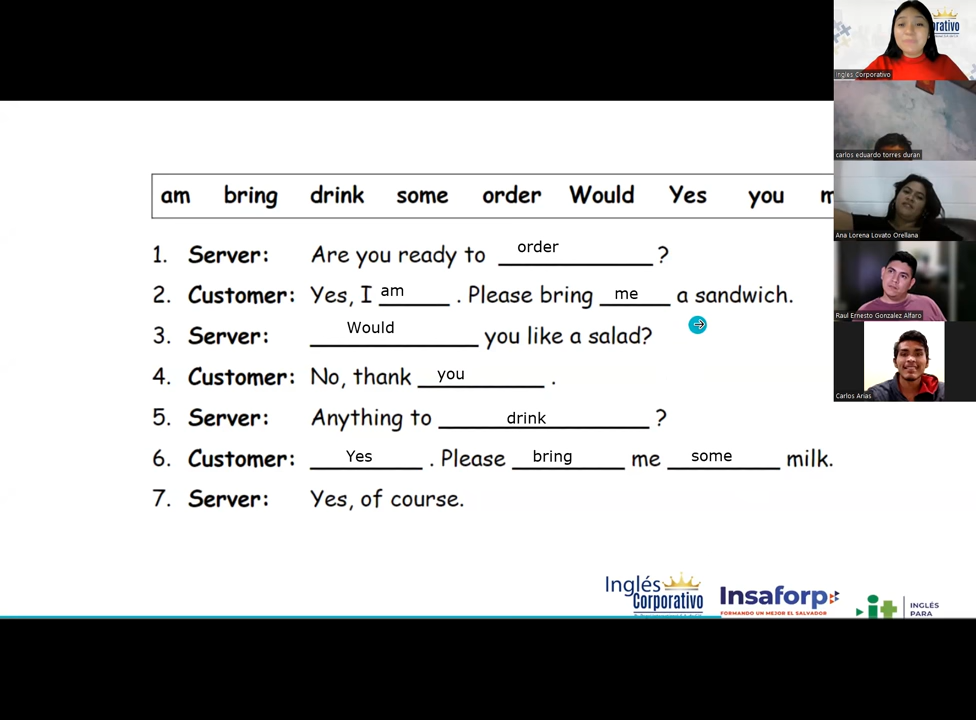 am bring drink some order Would Yes you
1. Server: Are you ready to order ?
2. Customer: Yes, I am . Please bring me a sandwich.
3. Server: Would you like a salad?
4. Customer: No, thank you .
5. Server: Anything to drink ?
6. Customer: Yes . Please bring me some milk.
7. Server: Yes, of course.
Inglés Corporativo
Insaforp
FORMANDO UN MEJOR EL SALVADOR
it
INGLÉS
PARA
orativo
Inglés Corporativo
carlos eduardo torres duran
Ana Lorena Lovato Orellana
Raul Ernesto Gonzalez Alfaro
Carlos Arias